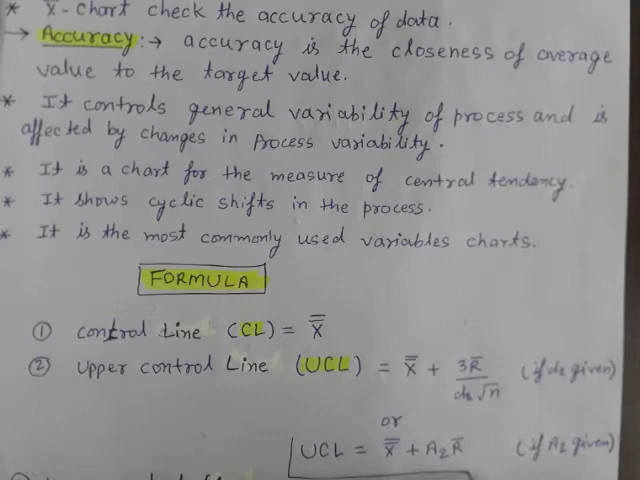 * X̄-chart check the accuracy of data.
→ Accuracy:→ accuracy is the closeness of average
value to the target value.
* It controls general variability of process and is
affected by changes in Process variability.
* It is a chart for the measure of central tendency.
* It shows cyclic shifts in the process.
* It is the most commonly used variables charts.
FORMULA
① control Line (CL) = X̿
② Upper control Line (UCL) = X̿ + 3R̄/d₂√n (if d₂ given)
or
UCL = X̿ + A₂R̄ (if A₂ given)